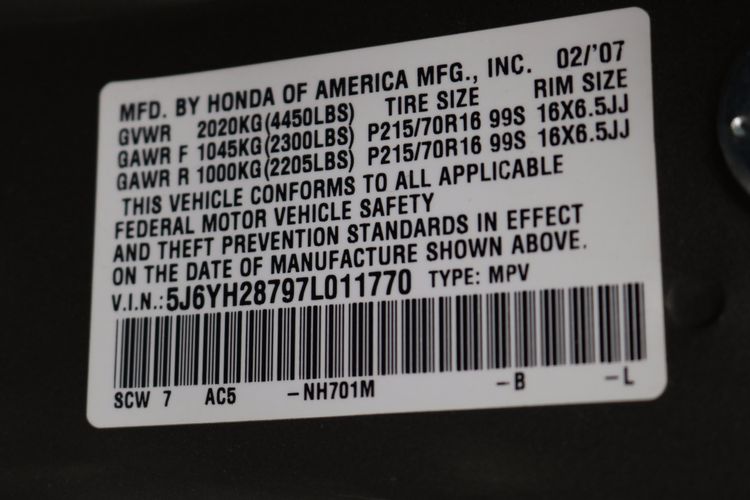 MFD. BY HONDA OF AMERICA MFG., INC. 02/'07
GVWR 2020KG(4450LBS) TIRE SIZE RIM SIZE
GAWR F 1045KG(2300LBS) P215/70R16 99S 16X6.5JJ
GAWR R 1000KG(2205LBS) P215/70R16 99S 16X6.5JJ
THIS VEHICLE CONFORMS TO ALL APPLICABLE
FEDERAL MOTOR VEHICLE SAFETY
AND THEFT PREVENTION STANDARDS IN EFFECT
ON THE DATE OF MANUFACTURE SHOWN ABOVE.
V.I.N.: 5J6YH28797L011770 TYPE: MPV
SCW 7 AC5 -NH701M -B -L